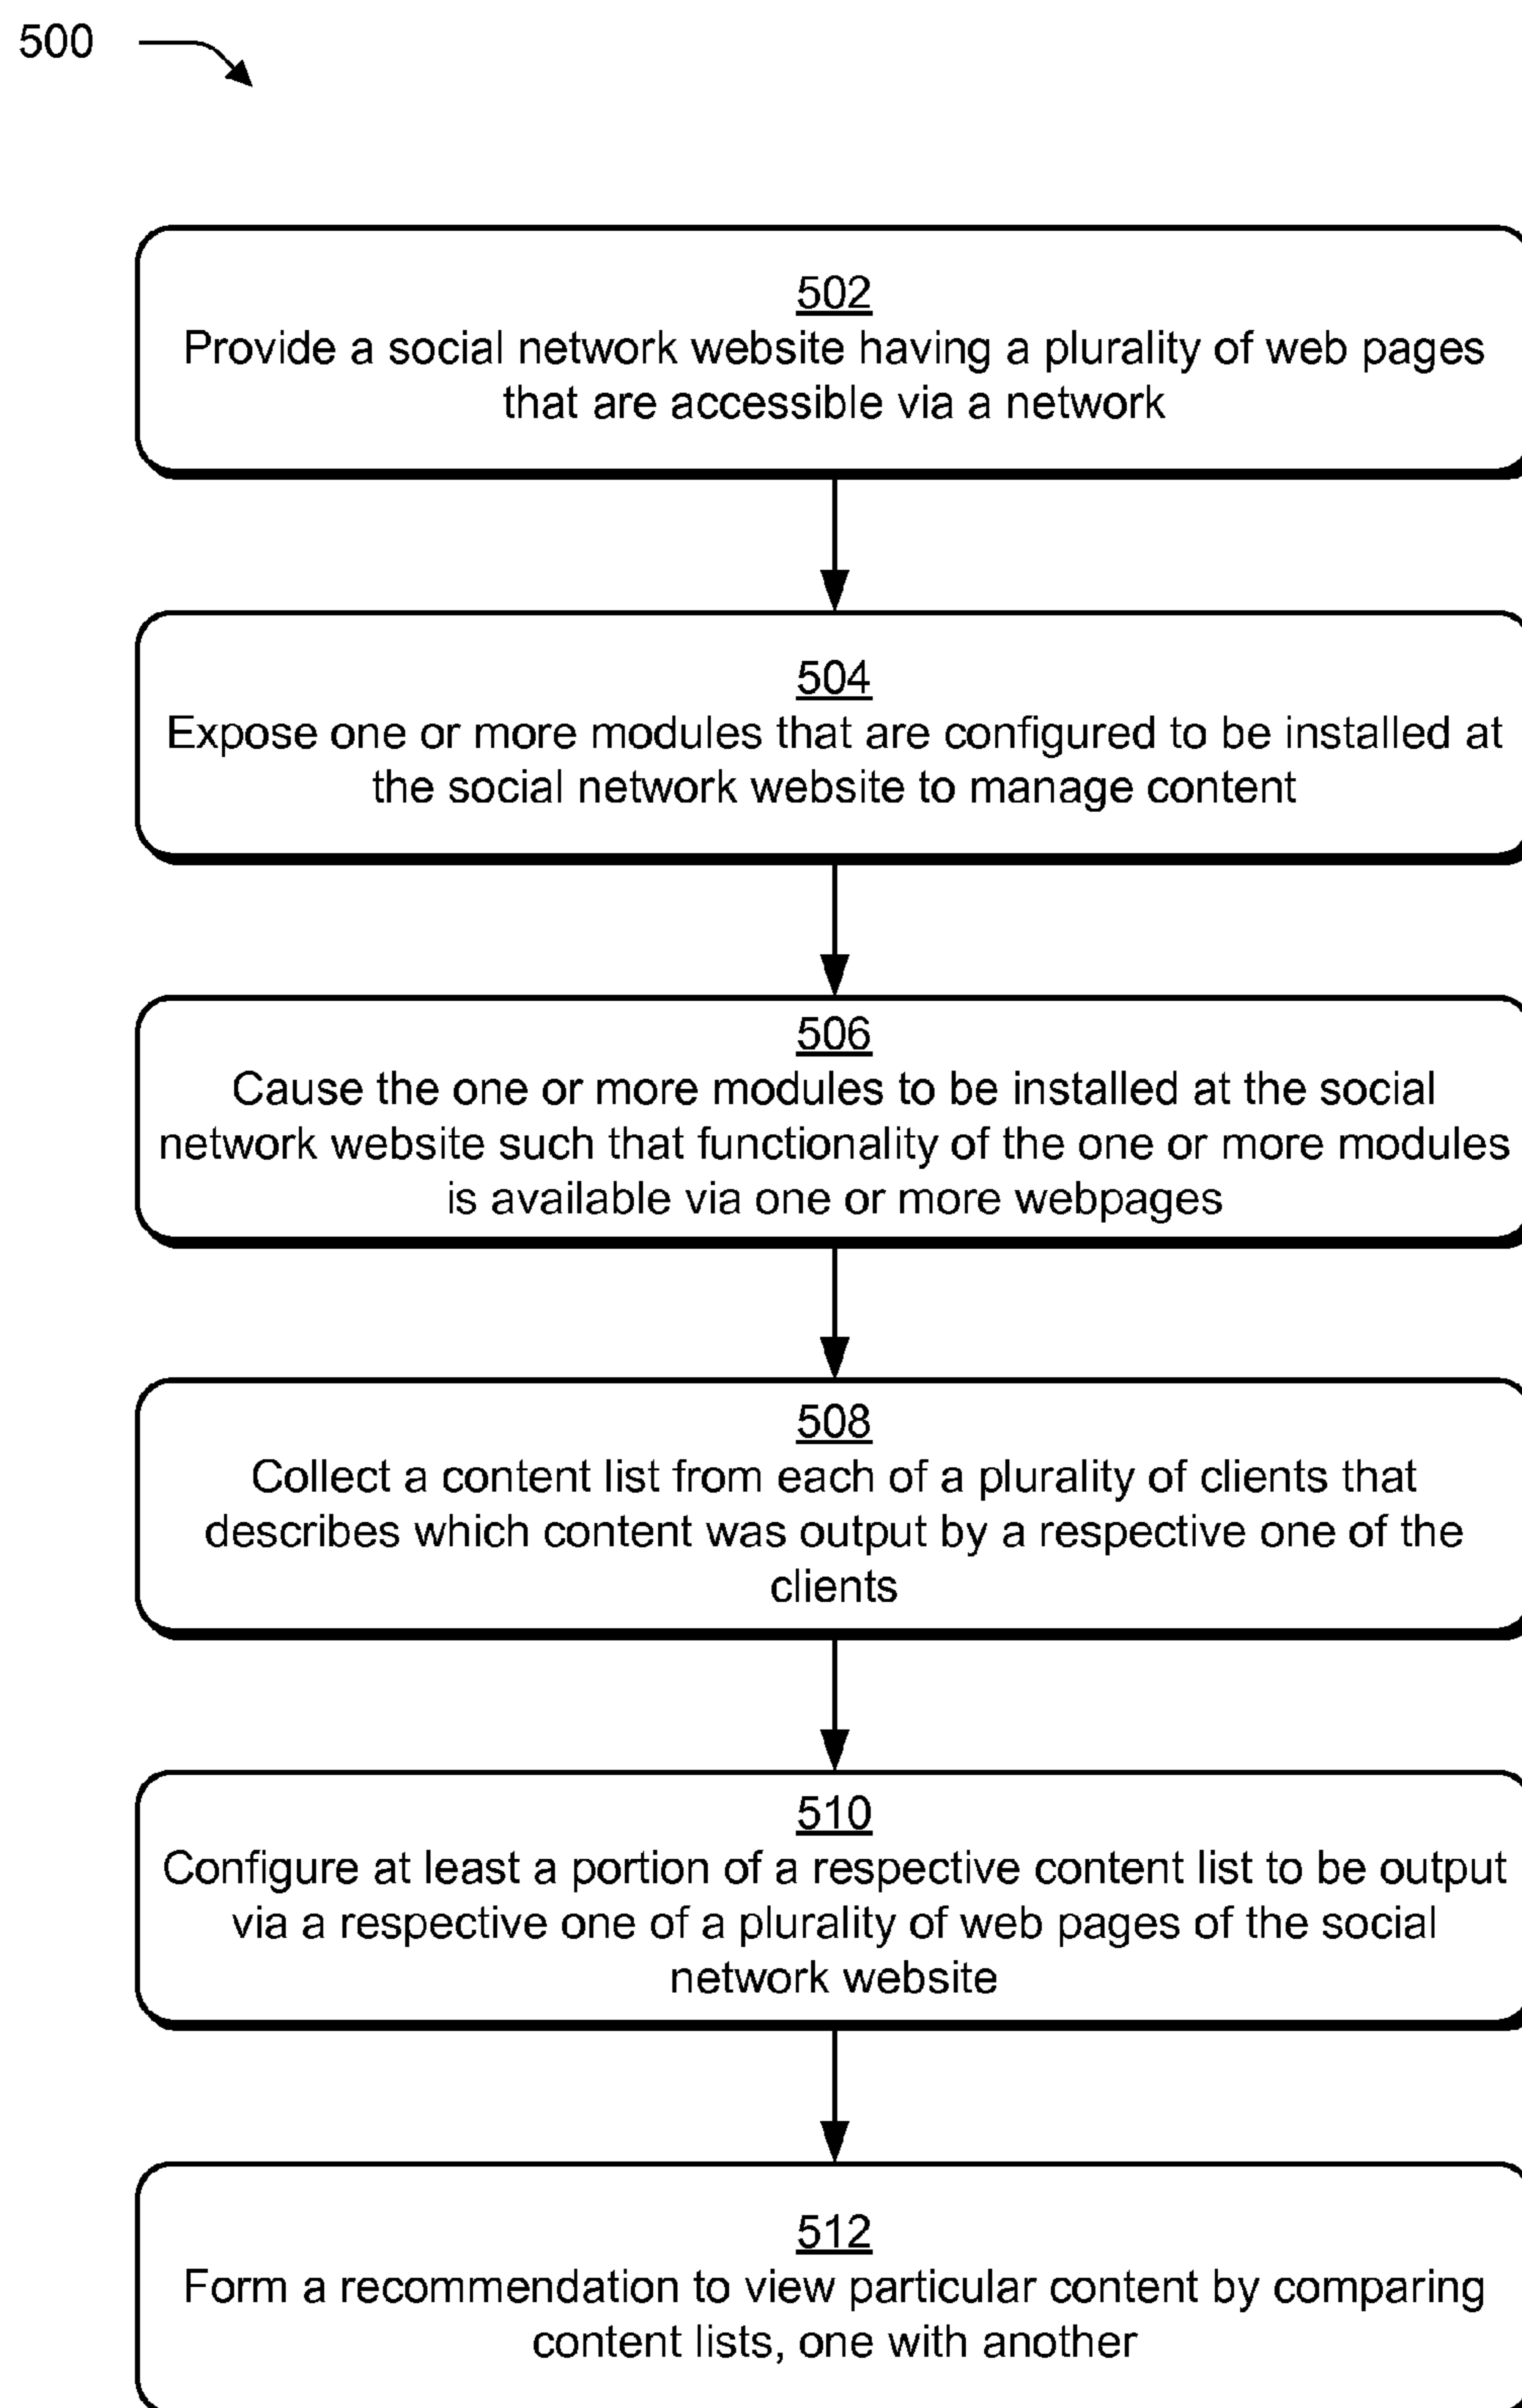 500
502
Provide a social network website having a plurality of web pages
that are accessible via a network
504
Expose one or more modules that are configured to be installed at
the social network website to manage content
506
Cause the one or more modules to be installed at the social
network website such that functionality of the one or more modules
is available via one or more webpages
508
Collect a content list from each of a plurality of clients that
describes which content was output by a respective one of the
clients
510
Configure at least a portion of a respective content list to be output
via a respective one of a plurality of web pages of the social
network website
512
Form a recommendation to view particular content by comparing
content lists, one with another